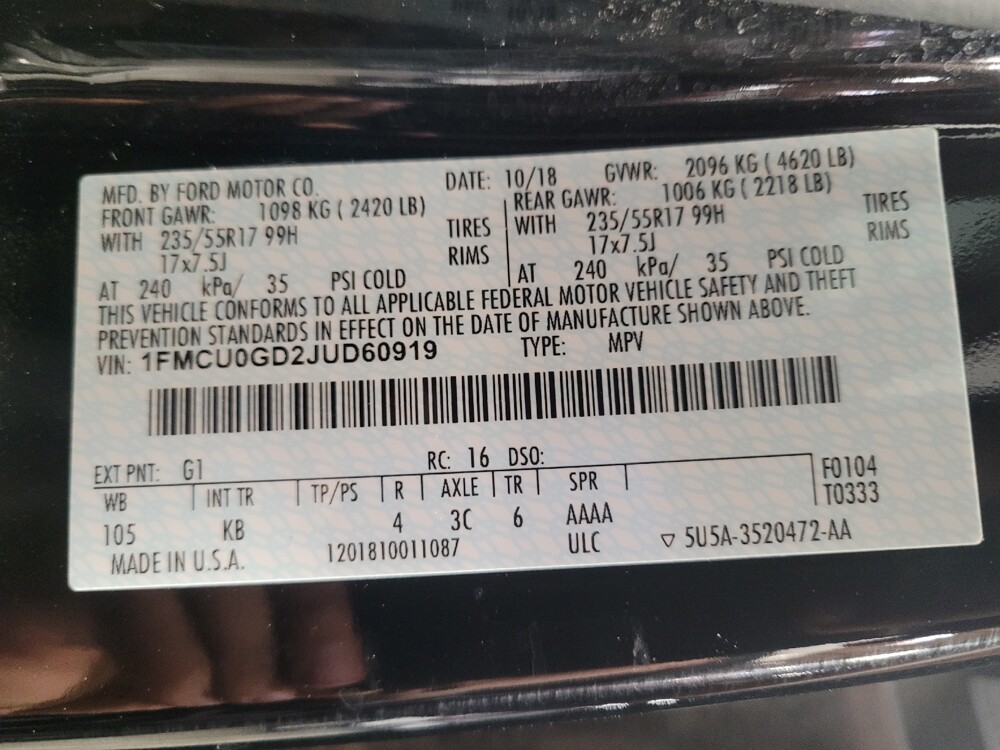 MFD. BY FORD MOTOR CO. DATE: 10/18 GVWR: 2096 KG ( 4620 LB)
FRONT GAWR: 1098 KG ( 2420 LB) REAR GAWR: 1006 KG ( 2218 LB)
WITH 235/55R17 99H TIRES WITH 235/55R17 99H TIRES
17x7.5J RIMS 17x7.5J RIMS
AT 240 kPa/ 35 PSI COLD AT 240 kPa/ 35 PSI COLD
THIS VEHICLE CONFORMS TO ALL APPLICABLE FEDERAL MOTOR VEHICLE SAFETY AND THEFT
PREVENTION STANDARDS IN EFFECT ON THE DATE OF MANUFACTURE SHOWN ABOVE.
VIN: 1FMCU0GD2JUD60919 TYPE: MPV
EXT PNT: G1 RC: 16 DSO: F0104
WB INT TR TP/PS R AXLE TR SPR T0333
105 KB 4 3C 6 AAAA
MADE IN U.S.A. 1201810011087 ULC ▽ 5U5A-3520472-AA